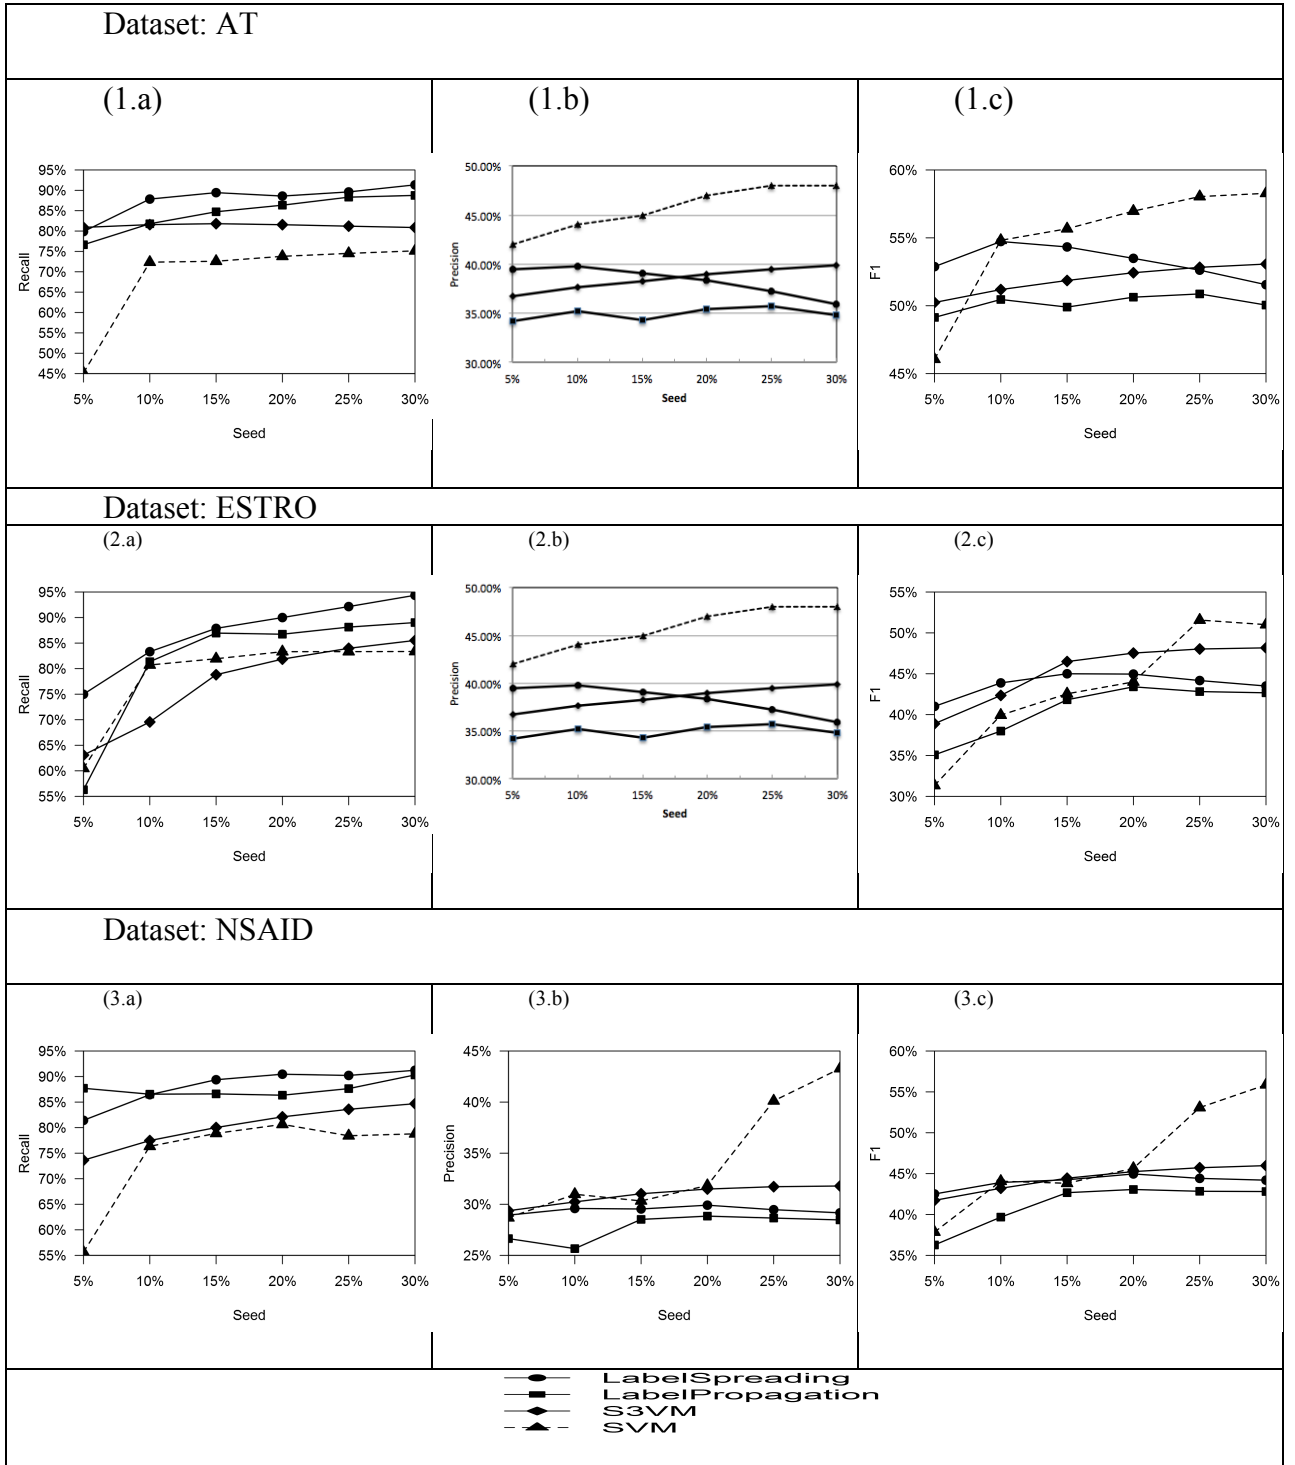 Dataset: AT
(1.a)
(1.b)
(1.c)
95%
90%
85%
80%
75%
70%
65%
60%
55%
50%
45%
Recall
5% 10% 15% 20% 25% 30%
Seed
50.00%
45.00%
40.00%
35.00%
30.00%
Precision
5% 10% 15% 20% 25% 30%
Seed
60%
55%
50%
45%
F1
5% 10% 15% 20% 25% 30%
Seed
Dataset: ESTRO
(2.a)
(2.b)
(2.c)
95%
90%
85%
80%
75%
70%
65%
60%
55%
Recall
5% 10% 15% 20% 25% 30%
Seed
50.00%
45.00%
40.00%
35.00%
30.00%
Precision
5% 10% 15% 20% 25% 30%
Seed
55%
50%
45%
40%
35%
30%
F1
5% 10% 15% 20% 25% 30%
Seed
Dataset: NSAID
(3.a)
(3.b)
(3.c)
95%
90%
85%
80%
75%
70%
65%
60%
55%
Recall
5% 10% 15% 20% 25% 30%
Seed
45%
40%
35%
30%
25%
Precision
5% 10% 15% 20% 25% 30%
Seed
60%
55%
50%
45%
40%
35%
F1
5% 10% 15% 20% 25% 30%
Seed
LabelSpreading
LabelPropagation
S3VM
SVM